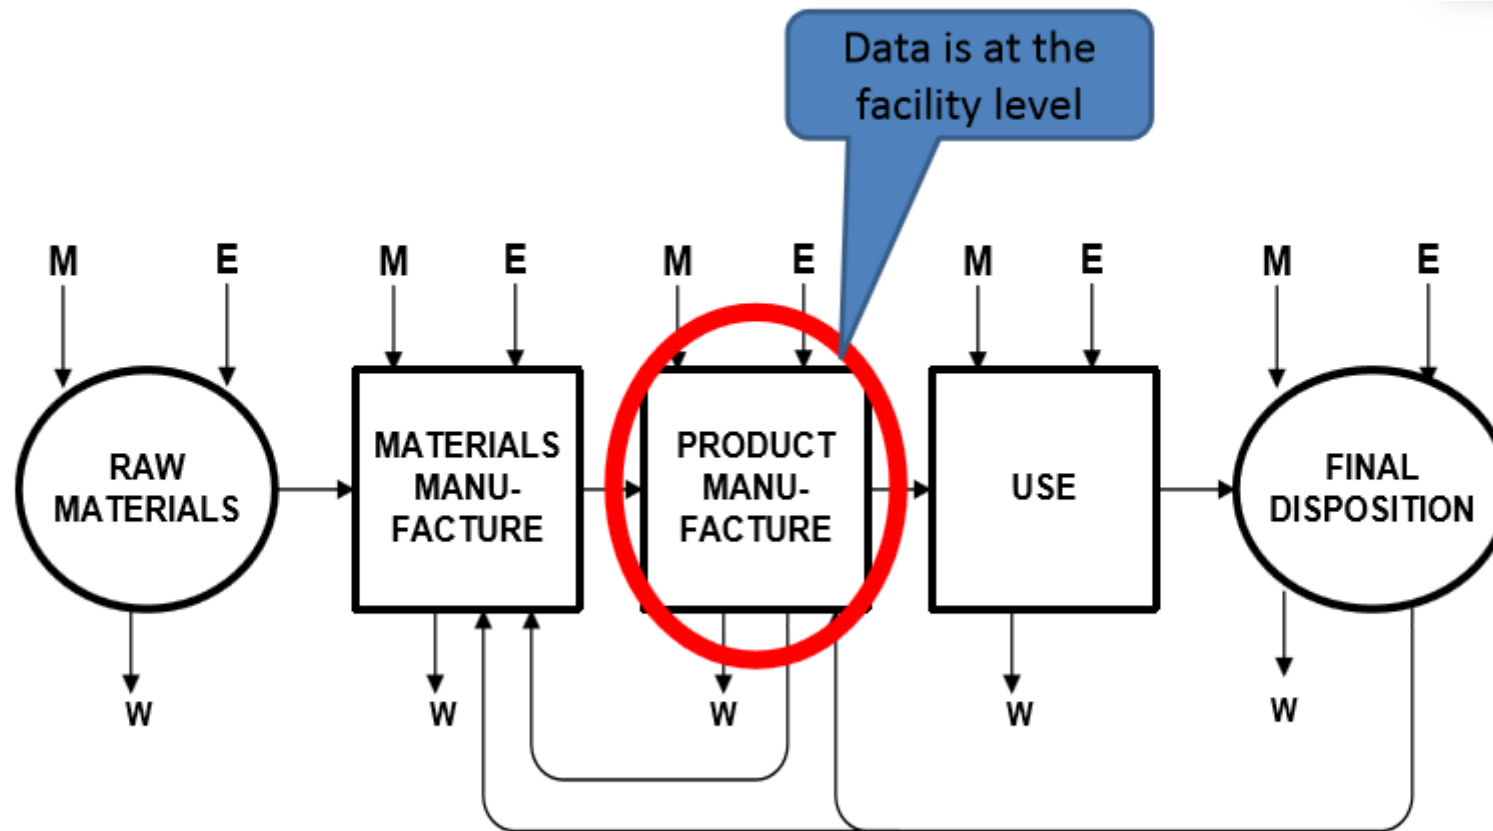 Data is at the
facility level
M E M E M E M E M E
RAW
MATERIALS
MATERIALS
MANU-
FACTURE
PRODUCT
MANU-
FACTURE
USE
FINAL
DISPOSITION
W W W W W